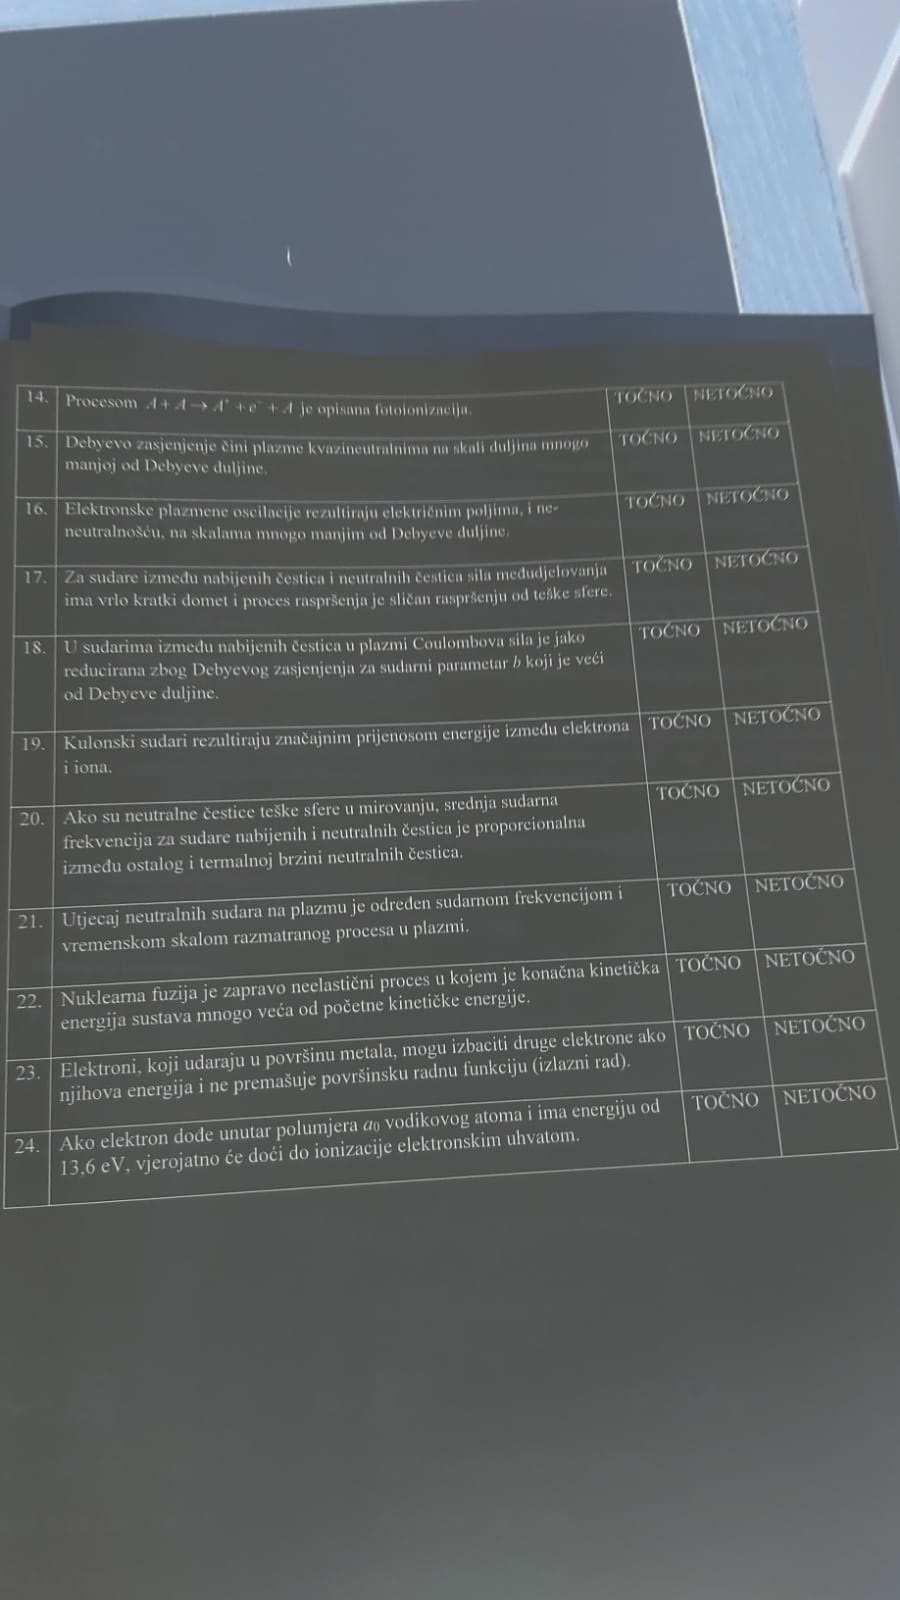 14. Procesom A + A → A⁺ + e⁻ + A je opisana fotoionizacija. TOČNO NETOČNO
15. Debyevo zasjenjenje čini plazme kvazineutralnima na skali duljina mnogo TOČNO NETOČNO
manjoj od Debyeve duljine.
16. Elektronske plazmene oscilacije rezultiraju električnim poljima, i ne- TOČNO NETOČNO
neutralnošću, na skalama mnogo manjim od Debyeve duljine.
17. Za sudare između nabijenih čestica i neutralnih čestica sila međudjelovanja TOČNO NETOČNO
ima vrlo kratki domet i proces raspršenja je sličan raspršenju od teške sfere.
18. U sudarima između nabijenih čestica u plazmi Coulombova sila je jako TOČNO NETOČNO
reducirana zbog Debyevog zasjenjenja za sudarni parametar b koji je veći
od Debyeve duljine.
19. Kulonski sudari rezultiraju značajnim prijenosom energije između elektrona TOČNO NETOČNO
i iona.
20. Ako su neutralne čestice teške sfere u mirovanju, srednja sudarna TOČNO NETOČNO
frekvencija za sudare nabijenih i neutralnih čestica je proporcionalna
između ostalog i termalnoj brzini neutralnih čestica.
21. Utjecaj neutralnih sudara na plazmu je određen sudarnom frekvencijom i TOČNO NETOČNO
vremenskom skalom razmatranog procesa u plazmi.
22. Nuklearna fuzija je zapravo neelastični proces u kojem je konačna kinetička TOČNO NETOČNO
energija sustava mnogo veća od početne kinetičke energije.
23. Elektroni, koji udaraju u površinu metala, mogu izbaciti druge elektrone ako TOČNO NETOČNO
njihova energija i ne premašuje površinsku radnu funkciju (izlazni rad).
24. Ako elektron dođe unutar polumjera a₀ vodikovog atoma i ima energiju od TOČNO NETOČNO
13,6 eV, vjerojatno će doći do ionizacije elektronskim uhvatom.